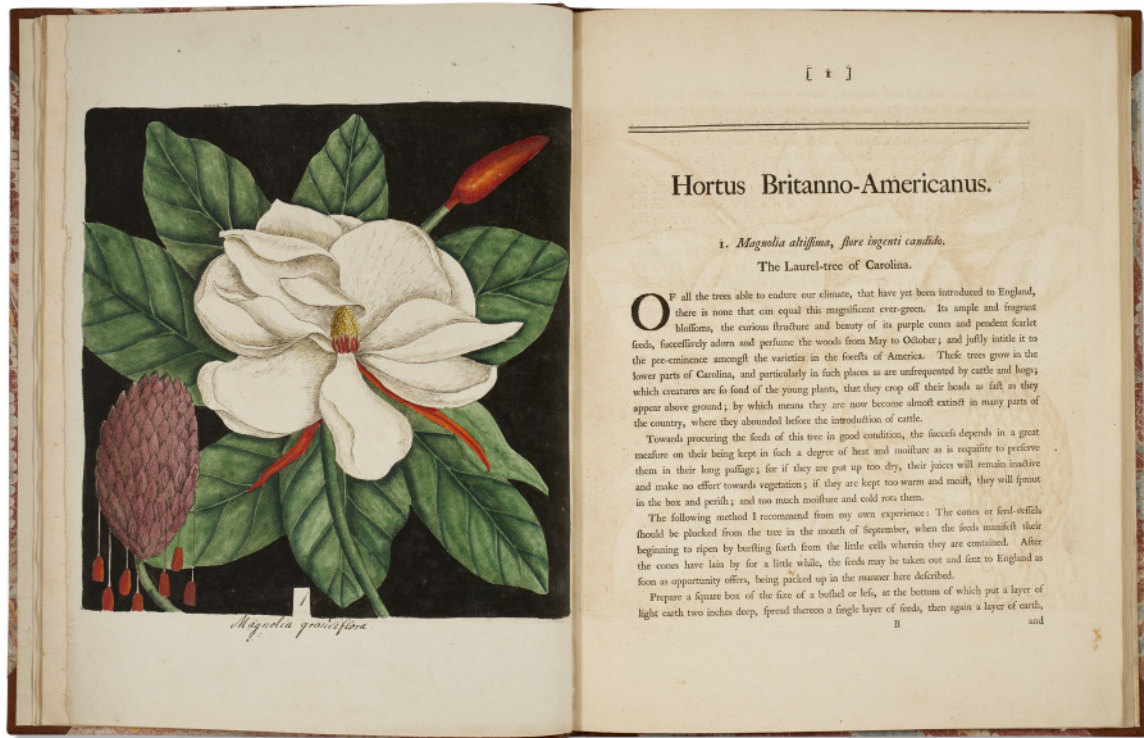 1
Magnolia grandiflora
[ 1 ]
Hortus Britanno-Americanus.
1. Magnolia altiſſima, flore ingenti candido.
The Laurel-tree of Carolina.
OF all the trees able to endure our climate, that have yet been introduced to England,
there is none that can equal this magnificent ever-green. Its ample and fragrant
bloſſoms, the curious ſtructure and beauty of its purple cones and pendent ſcarlet
ſeeds, ſucceſſively adorn and perfume the woods from May to October; and juſtly intitle it to
the pre-eminence amongſt the varieties in the foreſts of America. Theſe trees grow in the
lower parts of Carolina, and particularly in ſuch places as are unfrequented by cattle and hogs;
which creatures are ſo fond of the young plants, that they crop off their heads as faſt as they
appear above ground; by which means they are now become almoſt extinct in many parts of
the country, where they abounded before the introduction of cattle.
Towards procuring the ſeeds of this tree in good condition, the ſucceſs depends in a great
meaſure on their being kept in ſuch a degree of heat and moiſture as is requiſite to preſerve
them in their long paſſage; for if they are put up too dry, their juices will remain inactive
and make no effort towards vegetation; if they are kept too warm and moiſt, they will ſprout
in the box and periſh; and too much moiſture and cold rots them.
The following method I recommend from my own experience: The cones or ſeed-veſſels
ſhould be plucked from the tree in the month of September, when the ſeeds manifeſt their
beginning to ripen by burſting forth from the little cells wherein they are contained. After
the cones have lain by for a little while, the ſeeds may be taken out and ſent to England as
ſoon as opportunity offers, being packed up in the manner here deſcribed.
Prepare a ſquare box of the ſize of a buſhel or leſs, at the bottom of which put a layer of
light earth two inches deep, ſpread thereon a ſingle layer of ſeeds, then again a layer of earth,
B
and